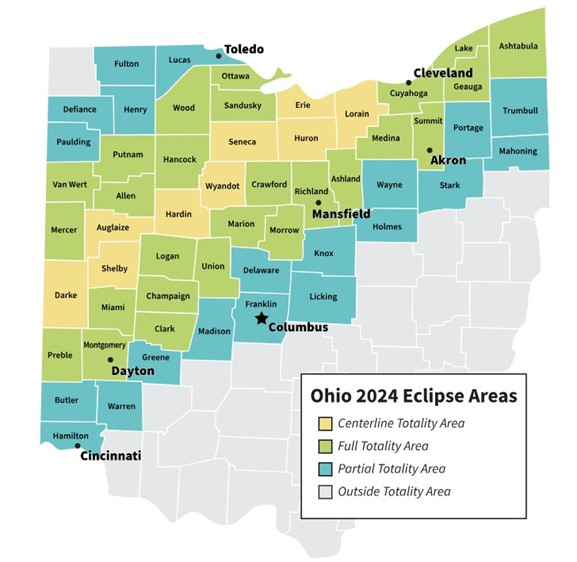 Toledo
Lake
Ashtabula
Fulton
Lucas
Ottawa
Cleveland
Geauga
Cuyahoga
Defiance
Henry
Wood
Sandusky
Erie
Lorain
Trumbull
Summit
Portage
Medina
Paulding
Seneca
Huron
Putnam
Hancock
Akron
Mahoning
Van Wert
Allen
Wyandot
Crawford
Richland
Ashland
Wayne
Stark
Mansfield
Mercer
Auglaize
Hardin
Marion
Morrow
Holmes
Logan
Union
Knox
Shelby
Delaware
Darke
Champaign
Licking
Miami
Franklin
Columbus
Clark
Madison
Preble
Montgomery
Greene
Dayton
Butler
Warren
Hamilton
Cincinnati
Ohio 2024 Eclipse Areas
Centerline Totality Area
Full Totality Area
Partial Totality Area
Outside Totality Area